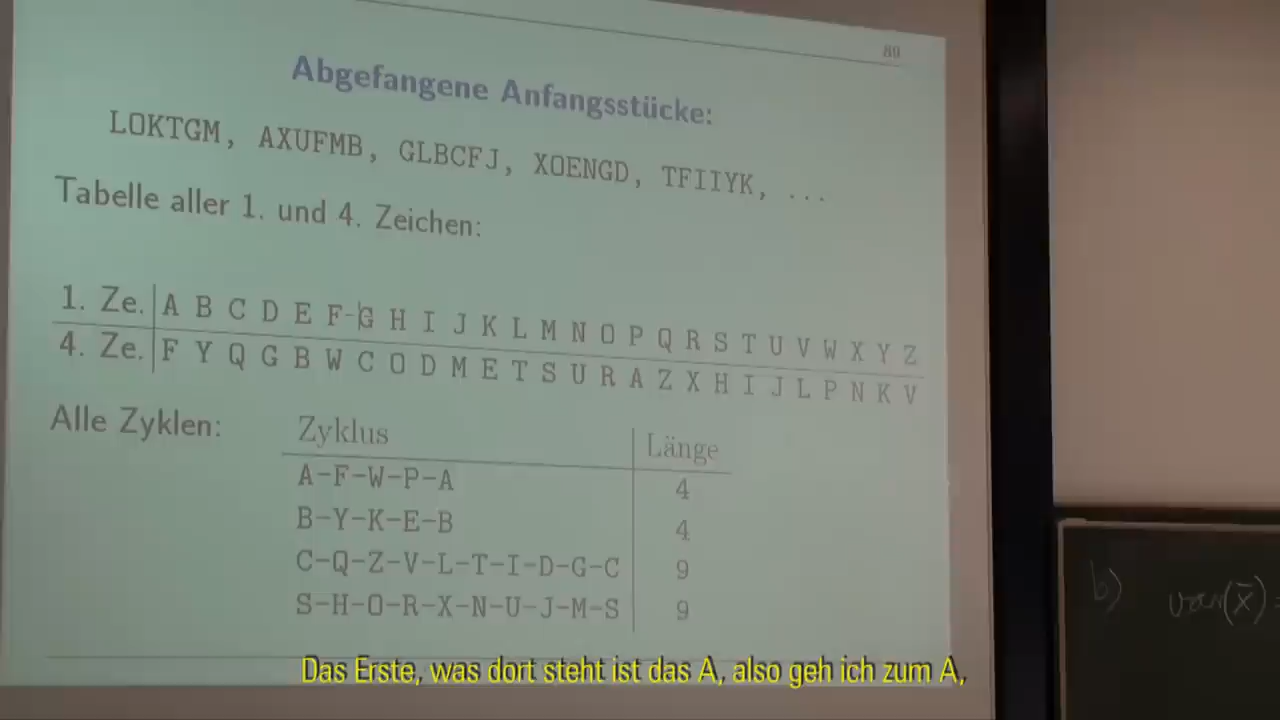 80
Abgefangene Anfangsstücke:
LOKTGM, AXUFMB, GLBCFJ, XOENGD, TFIIYK, ...
Tabelle aller 1. und 4. Zeichen:
1. Ze. A B C D E F G H I J K L M N O P Q R S T U V W X Y Z
4. Ze. F Y Q G B W C O D M E T S U R A Z X H I J L P N K V
Alle Zyklen:
Zyklus Länge
A-F-W-P-A 4
B-Y-K-E-B 4
C-Q-Z-V-L-T-I-D-G-C 9
S-H-O-R-X-N-U-J-M-S 9
b) var(x̄) =
Das Erste, was dort steht ist das A, also geh ich zum A,